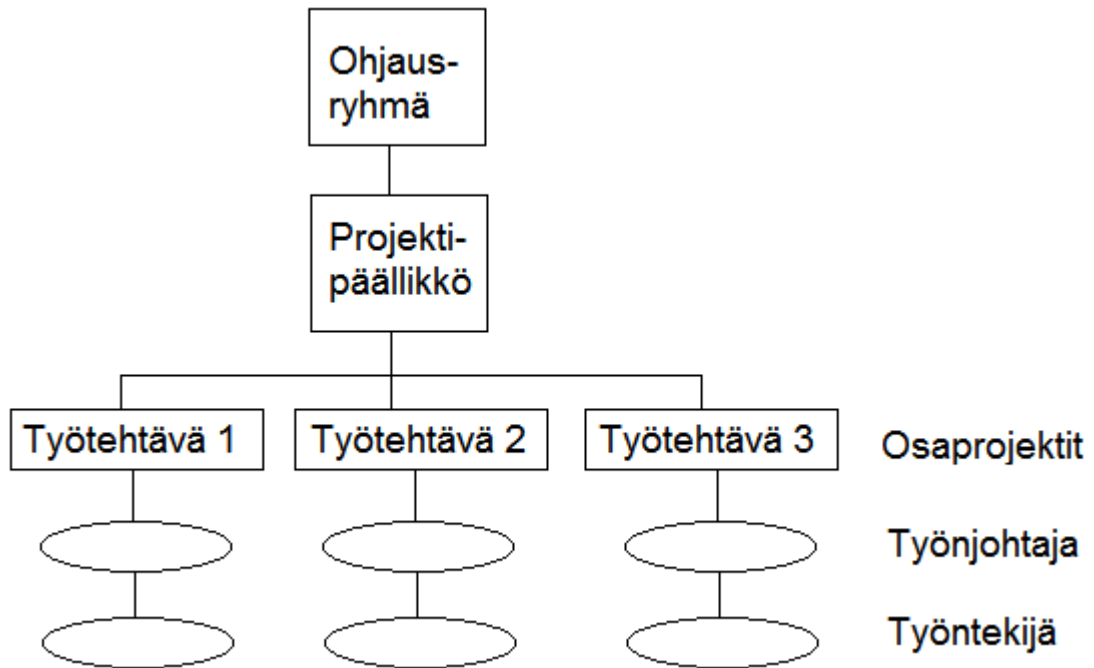 Ohjaus-
ryhmä
Projekti-
päällikkö
Työtehtävä 1
Työtehtävä 2
Työtehtävä 3
Osaprojektit
Työnjohtaja
Työntekijä